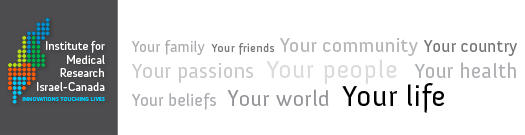 Institute for
Medical
Research
Israel-Canada
INNOVATIONS TOUCHING LIVES
Your family Your friends Your community Your country
Your passions Your people Your health
Your beliefs Your world Your life